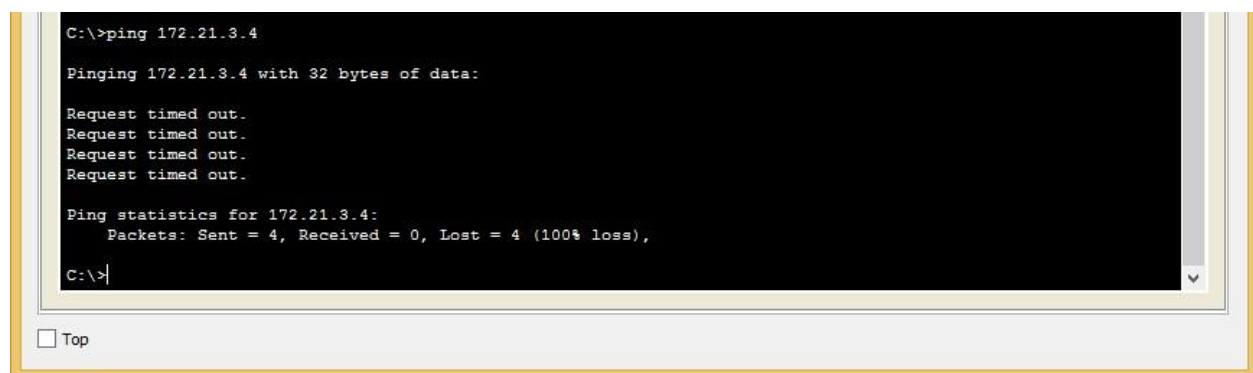 C:\>ping 172.21.3.4
Pinging 172.21.3.4 with 32 bytes of data:
Request timed out.
Request timed out.
Request timed out.
Request timed out.
Ping statistics for 172.21.3.4:
Packets: Sent = 4, Received = 0, Lost = 4 (100% loss),
C:\>
Top